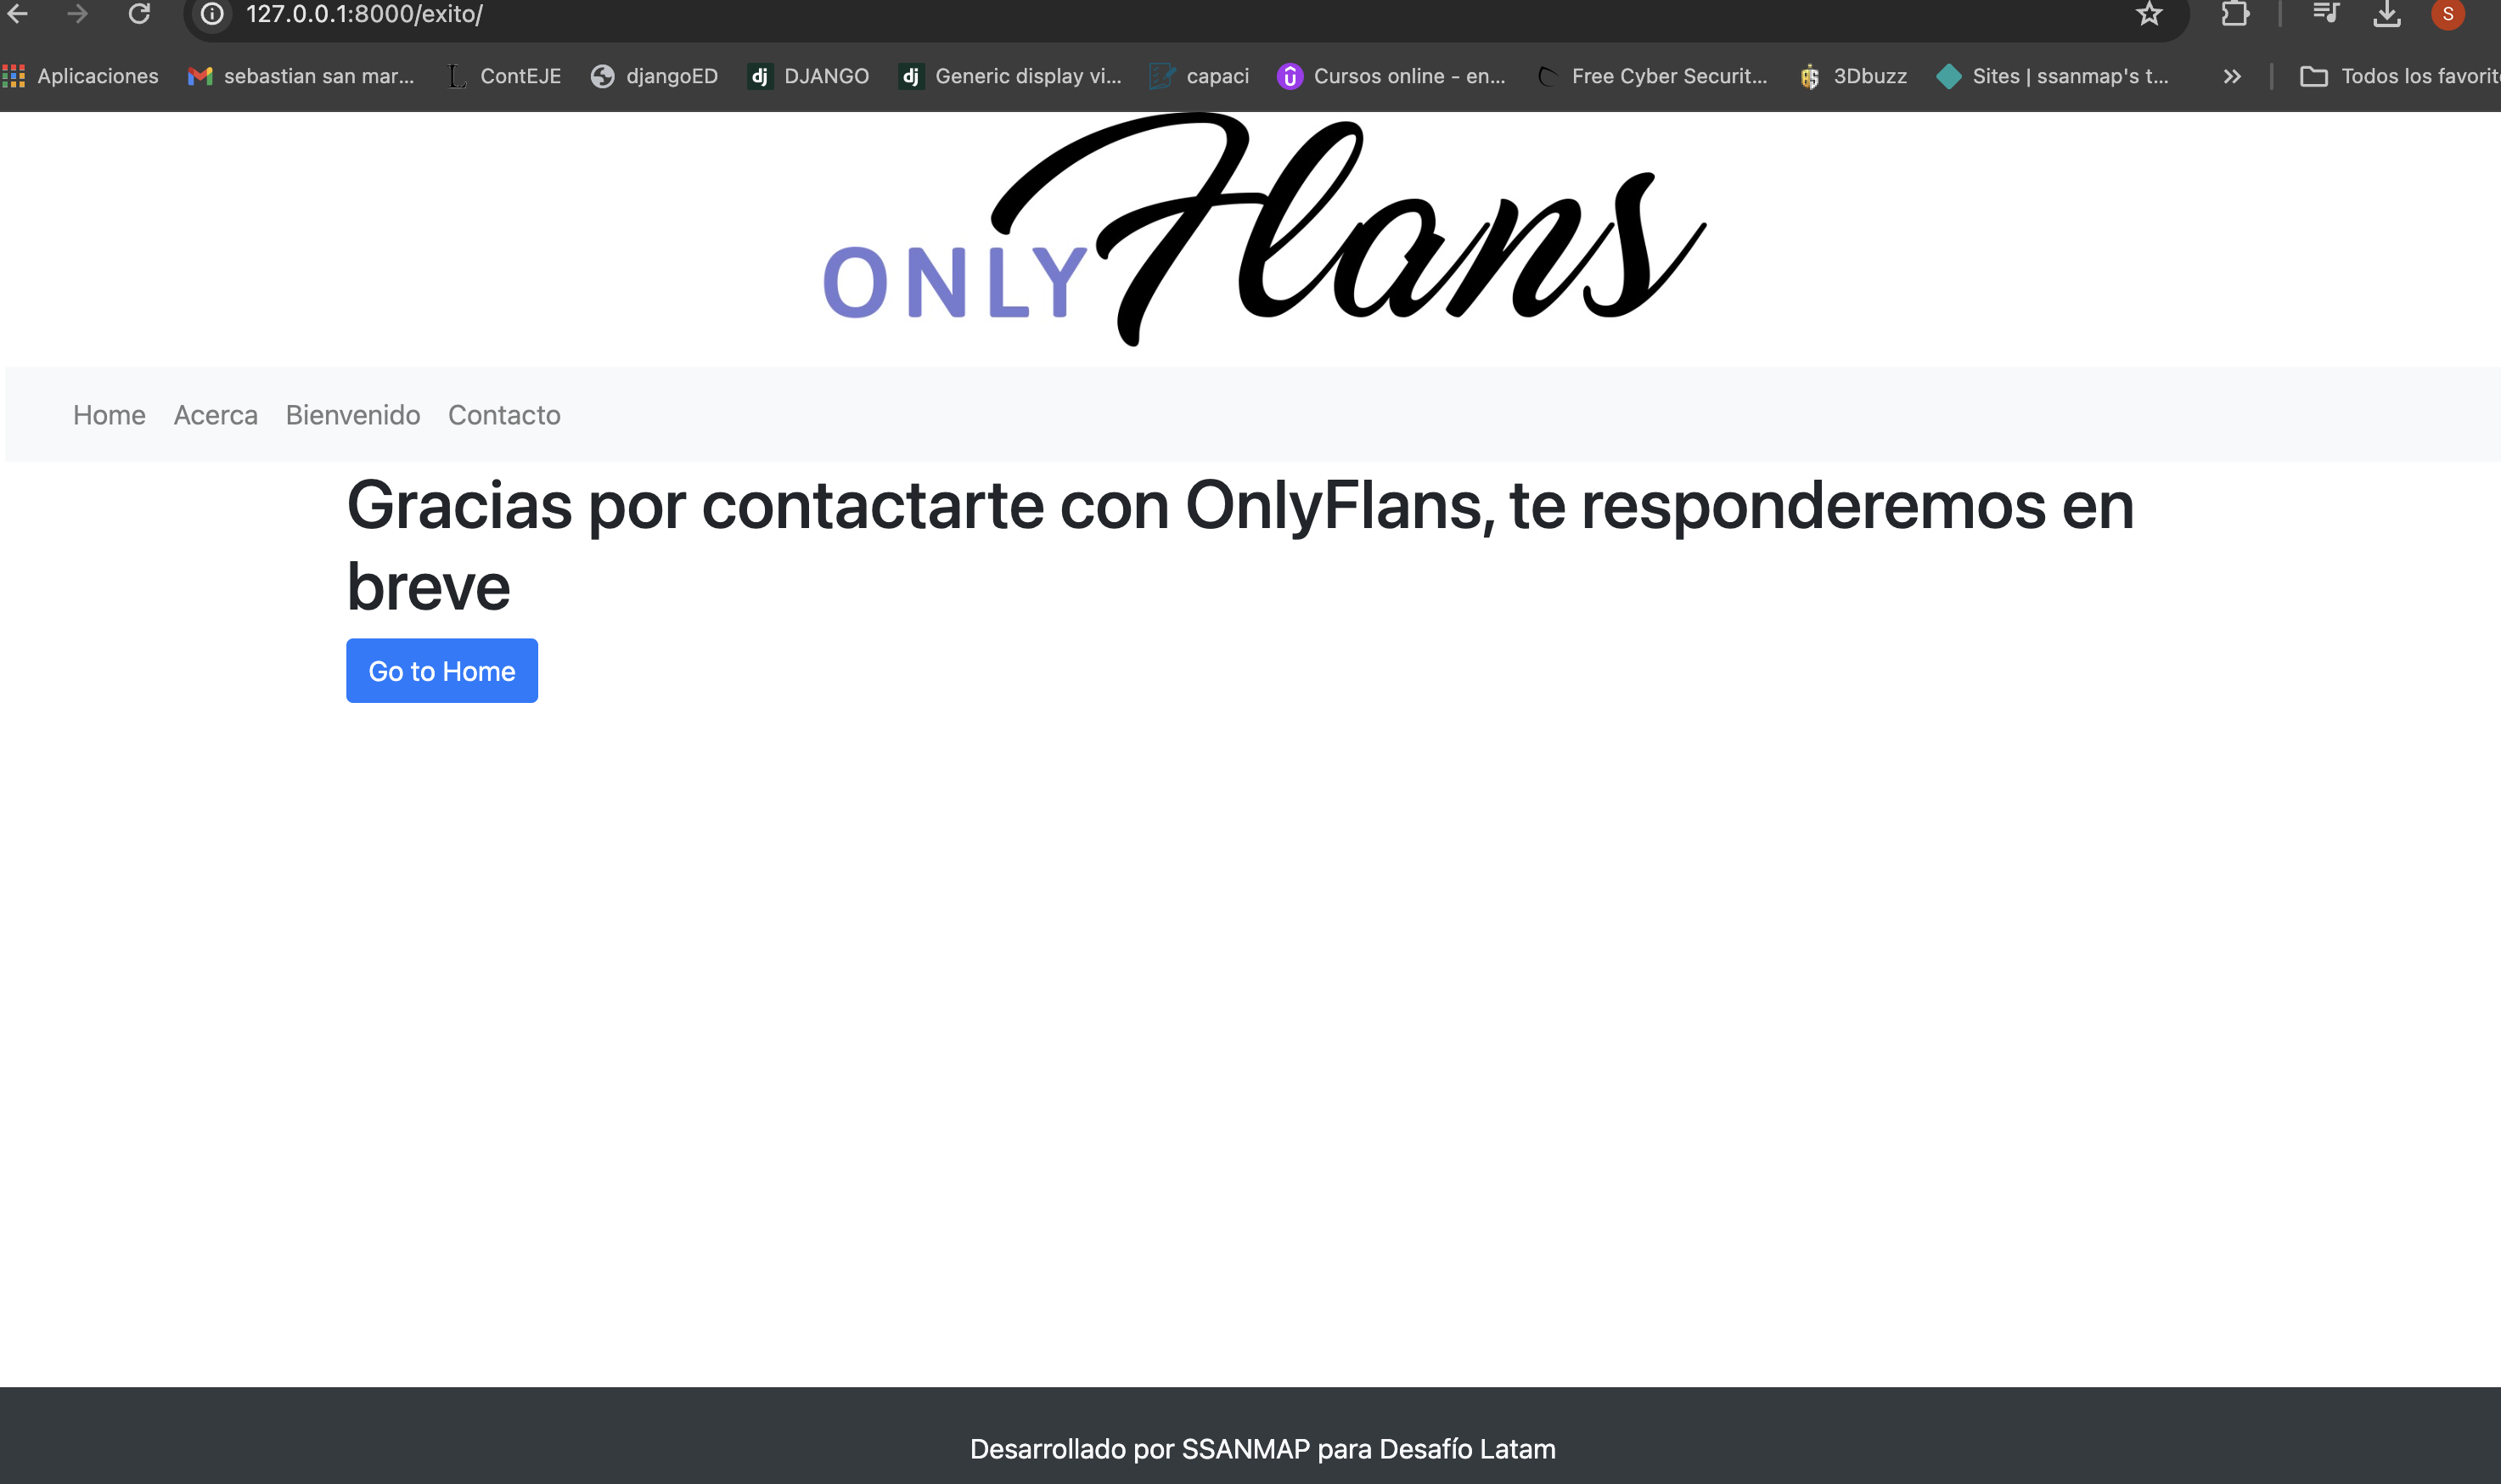 127.0.0.1:8000/exito/
S
Aplicaciones sebastian san mar... L ContEJE djangoED dj DJANGO dj Generic display vi... capaci Cursos online - en... Free Cyber Securit... 3Dbuzz Sites | ssanmap's t... » Todos los favorit
ONLY Flans
Home Acerca Bienvenido Contacto
Gracias por contactarte con OnlyFlans, te responderemos en
breve
Go to Home
Desarrollado por SSANMAP para Desafío Latam